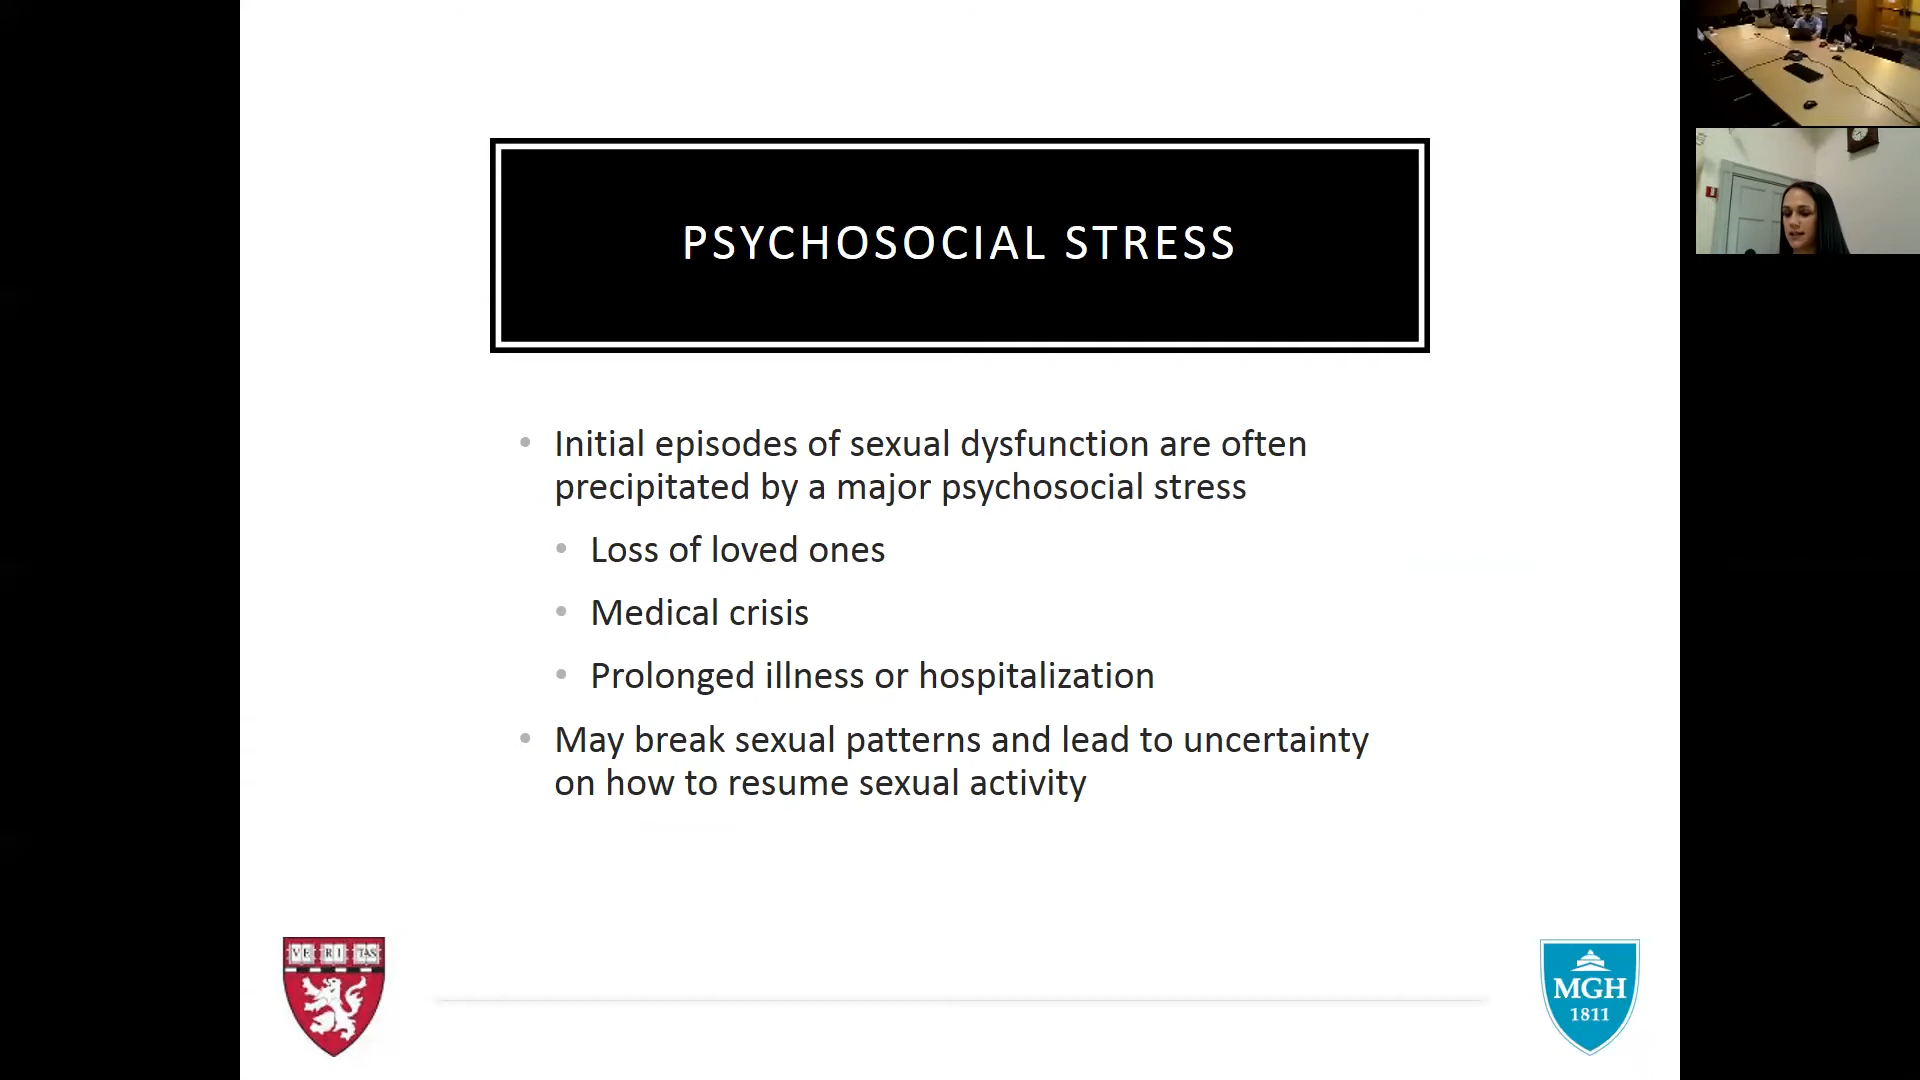 PSYCHOSOCIAL STRESS
• Initial episodes of sexual dysfunction are often
precipitated by a major psychosocial stress
• Loss of loved ones
• Medical crisis
• Prolonged illness or hospitalization
• May break sexual patterns and lead to uncertainty
on how to resume sexual activity
VE RI TAS
MGH
1811